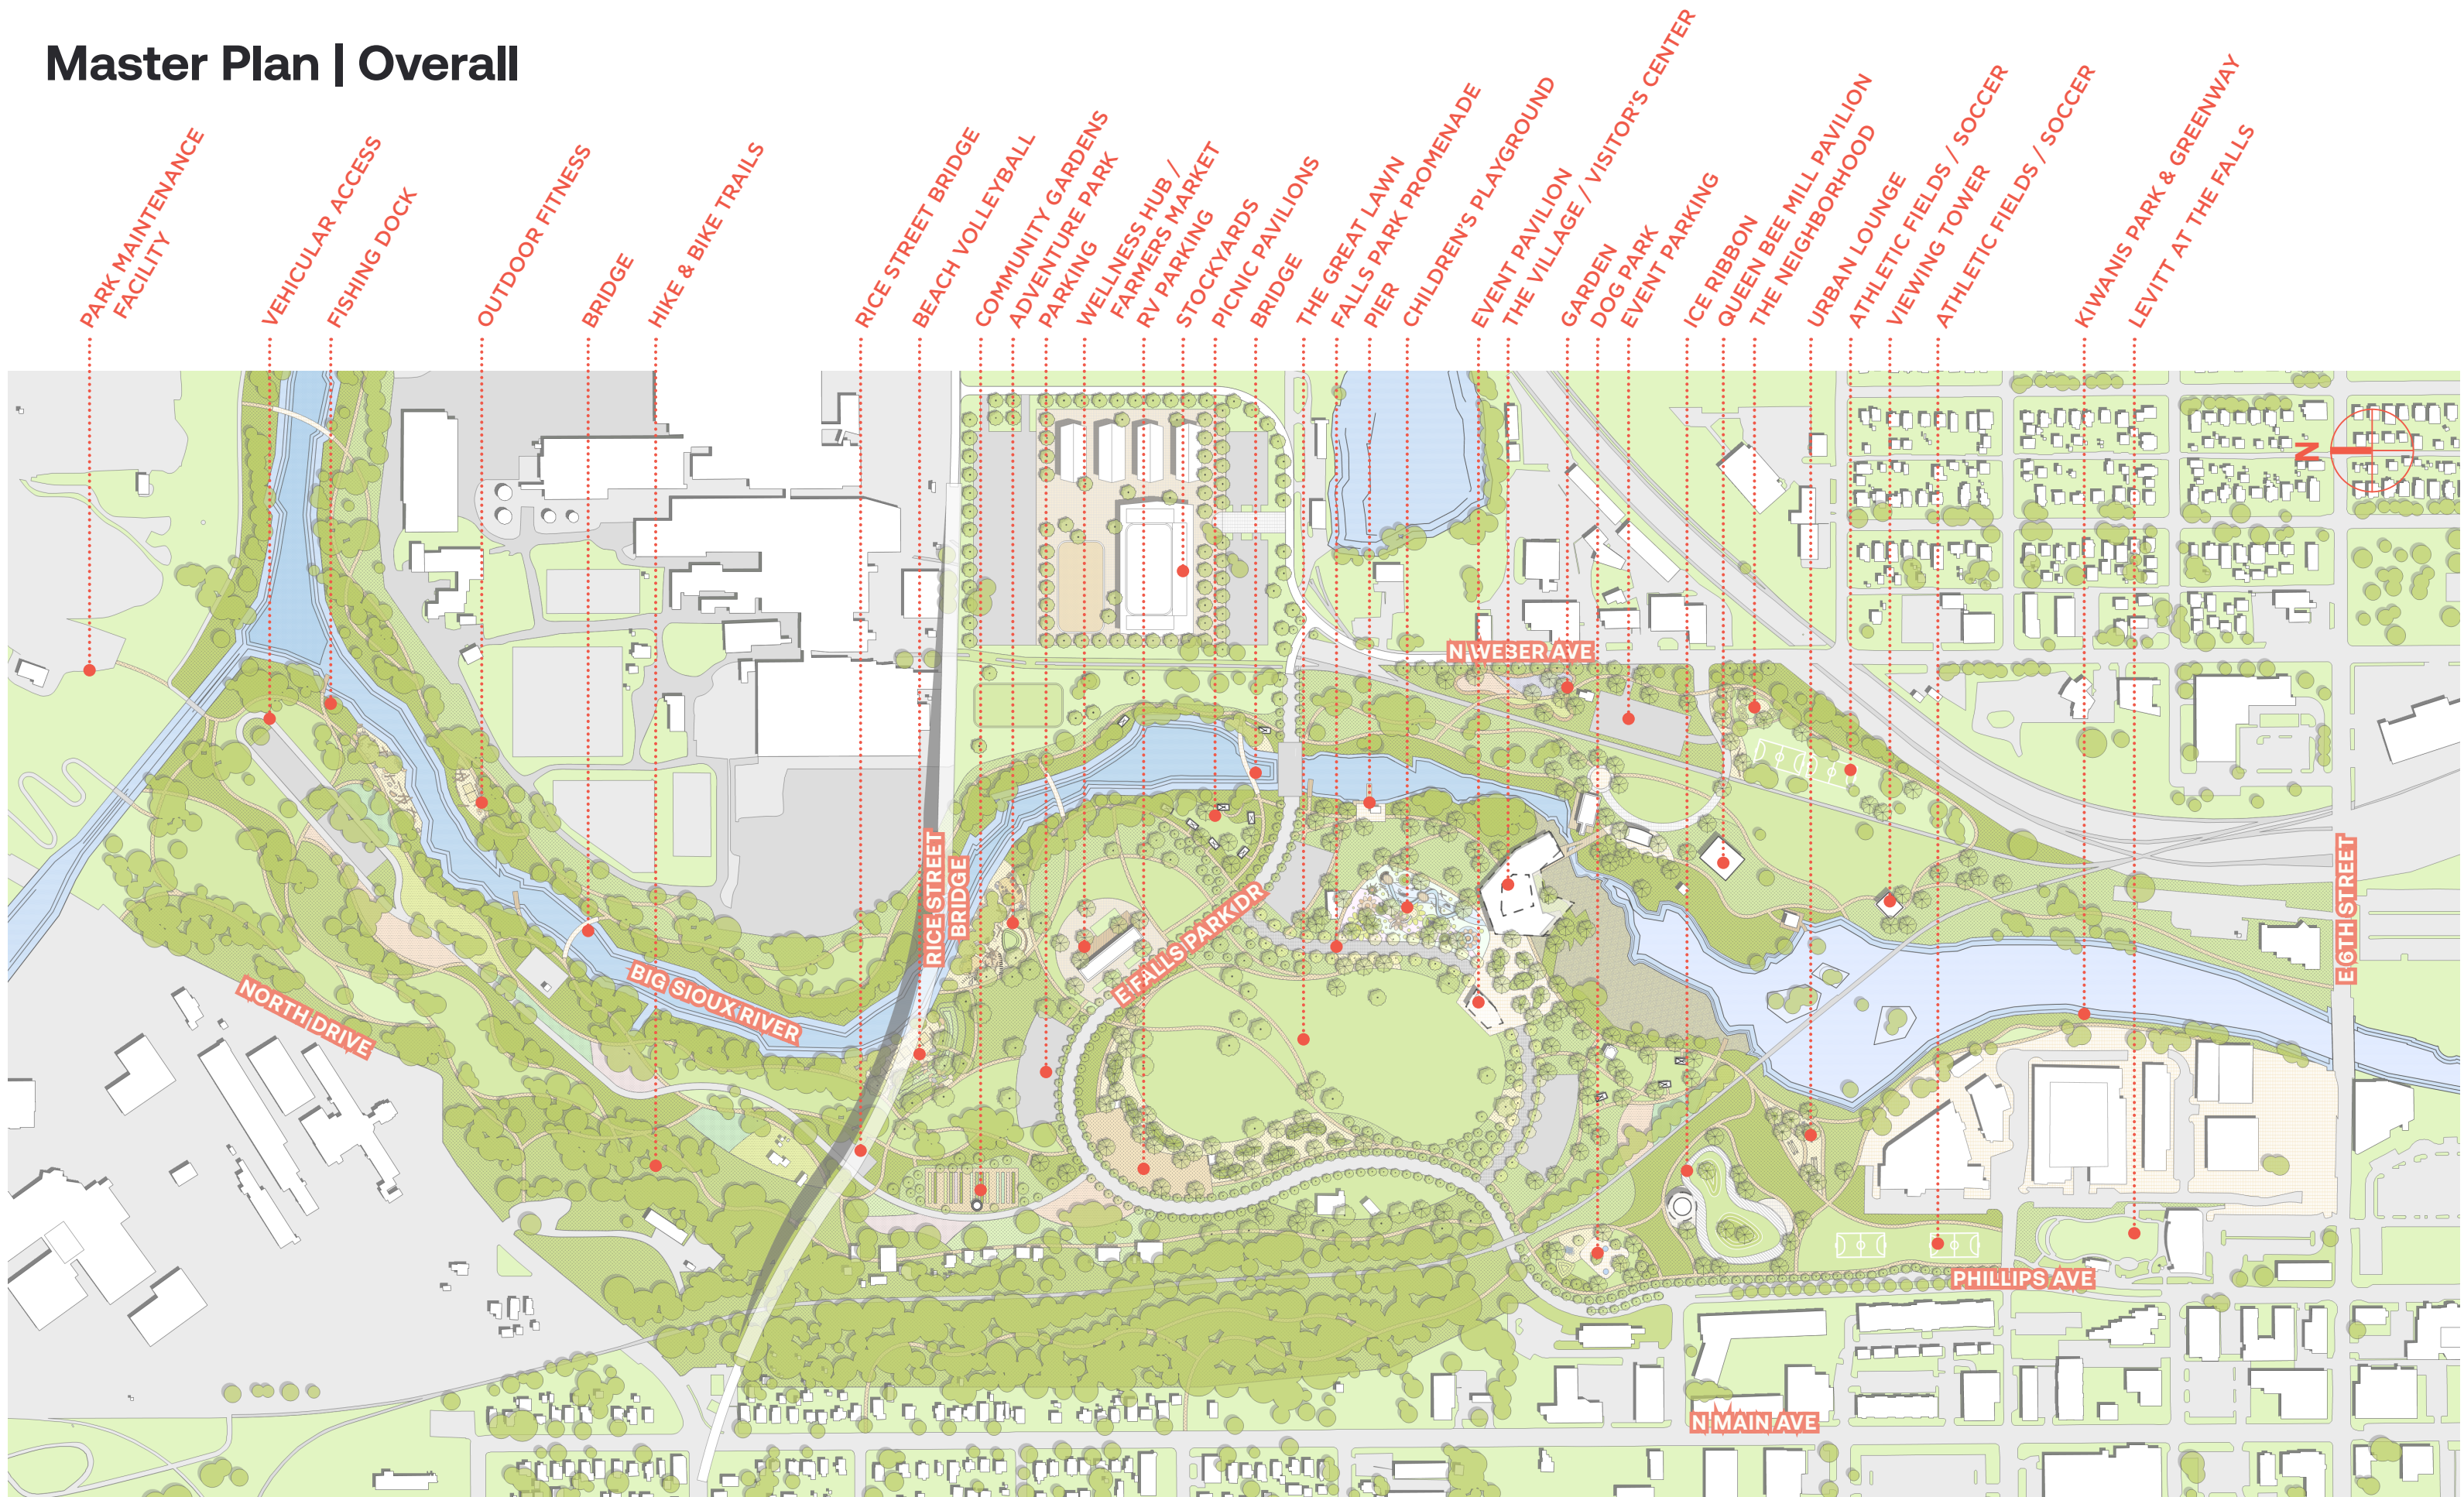 Master Plan | Overall
PARK MAINTENANCE
FACILITY
VEHICULAR ACCESS
FISHING DOCK
OUTDOOR FITNESS
BRIDGE
HIKE & BIKE TRAILS
RICE STREET BRIDGE
BEACH VOLLEYBALL
COMMUNITY GARDENS
ADVENTURE PARK
PARKING
WELLNESS HUB /
FARMERS MARKET
RV PARKING
STOCKYARDS
PICNIC PAVILIONS
BRIDGE
THE GREAT LAWN
FALLS PARK PROMENADE
PIER
CHILDREN'S PLAYGROUND
EVENT PAVILION
THE VILLAGE / VISITOR'S CENTER
GARDEN
DOG PARK
EVENT PARKING
ICE RIBBON
QUEEN BEE MILL PAVILION
THE NEIGHBORHOOD
URBAN LOUNGE
ATHLETIC FIELDS / SOCCER
VIEWING TOWER
ATHLETIC FIELDS / SOCCER
KIWANIS PARK & GREENWAY
LEVITT AT THE FALLS
N
N WEBER AVE
RICE STREET
BRIDGE
E FALLS PARK DR
E 6TH STREET
BIG SIOUX RIVER
NORTH DRIVE
PHILLIPS AVE
N MAIN AVE